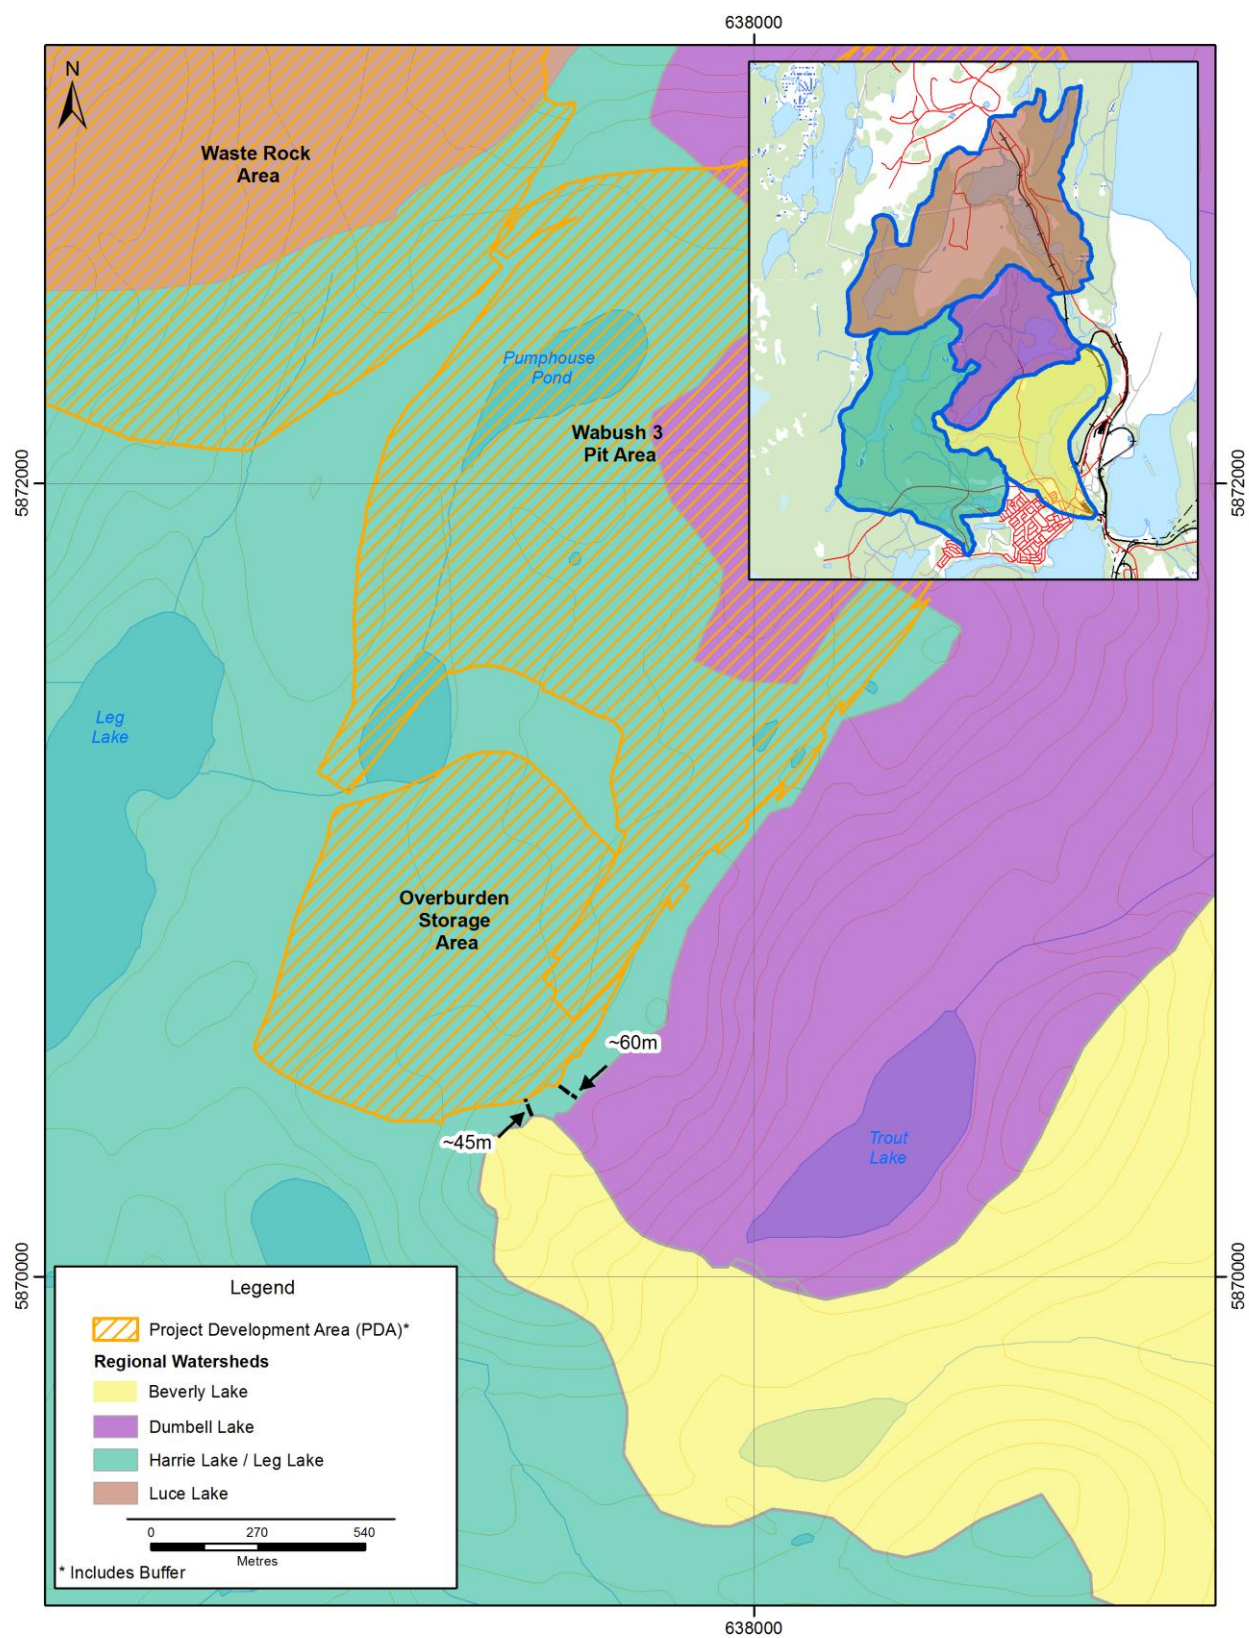 638000
N
Waste Rock
Area
Pumphouse
Pond
Wabush 3
Pit Area
5872000
5872000
Leg
Lake
Overburden
Storage
Area
~60m
~45m
Trout
Lake
5870000
5870000
Legend
Project Development Area (PDA)*
Regional Watersheds
Beverly Lake
Dumbell Lake
Harrie Lake / Leg Lake
Luce Lake
0 270 540
Metres
* Includes Buffer
638000